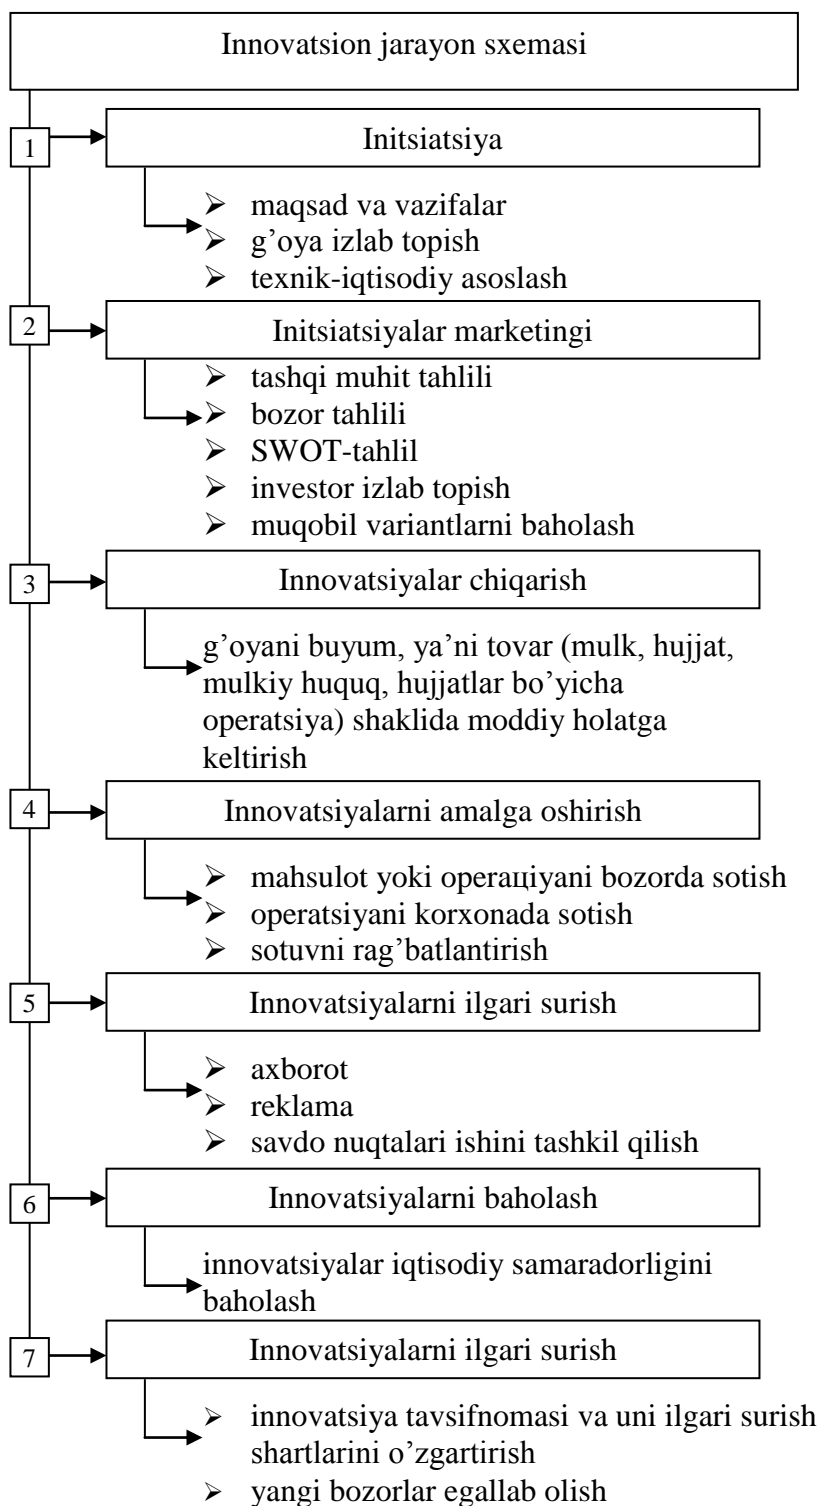 Innovatsion jarayon sxemasi
1
Initsiatsiya
➢ maqsad va vazifalar
➢ g’oya izlab topish
➢ texnik-iqtisodiy asoslash
2
Initsiatsiyalar marketingi
➢ tashqi muhit tahlili
➢ bozor tahlili
➢ SWOT-tahlil
➢ investor izlab topish
➢ muqobil variantlarni baholash
3
Innovatsiyalar chiqarish
g’oyani buyum, ya’ni tovar (mulk, hujjat,
mulkiy huquq, hujjatlar bo’yicha
operatsiya) shaklida moddiy holatga
keltirish
4
Innovatsiyalarni amalga oshirish
➢ mahsulot yoki operaцiyani bozorda sotish
➢ operatsiyani korxonada sotish
➢ sotuvni rag’batlantirish
5
Innovatsiyalarni ilgari surish
➢ axborot
➢ reklama
➢ savdo nuqtalari ishini tashkil qilish
6
Innovatsiyalarni baholash
innovatsiyalar iqtisodiy samaradorligini
baholash
7
Innovatsiyalarni ilgari surish
➢ innovatsiya tavsifnomasi va uni ilgari surish
shartlarini o’zgartirish
➢ yangi bozorlar egallab olish